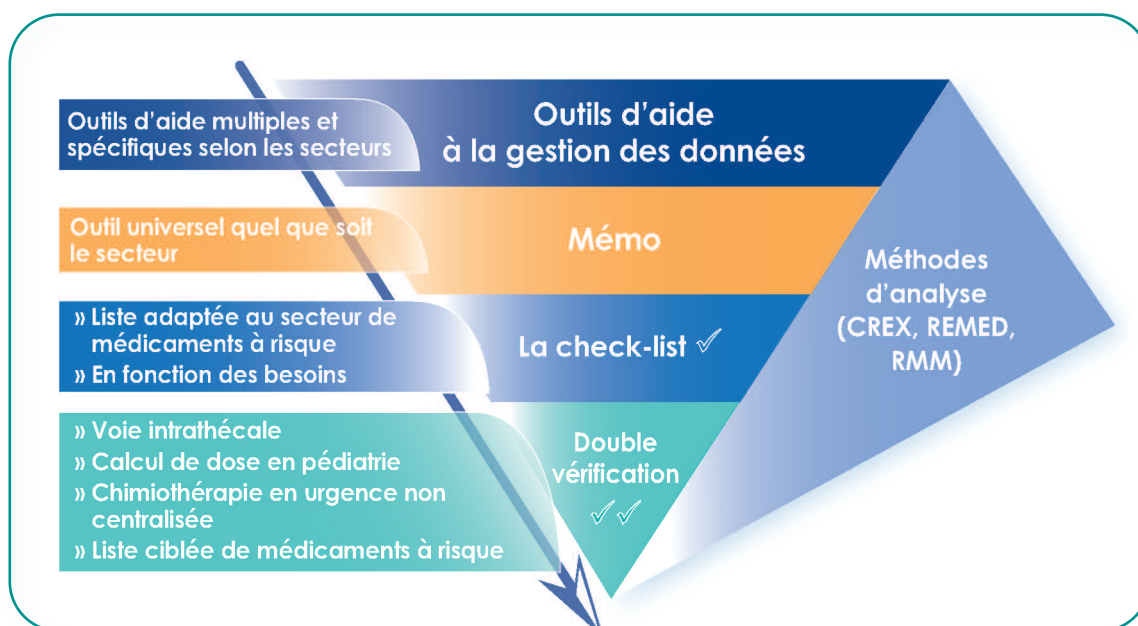 Outils d'aide multiples et
spécifiques selon les secteurs
Outils d'aide
à la gestion des données
Outil universel quel que soit
le secteur
Mémo
» Liste adaptée au secteur de
médicaments à risque
» En fonction des besoins
La check-list ✓
» Voie intrathécale
» Calcul de dose en pédiatrie
» Chimiothérapie en urgence non
centralisée
» Liste ciblée de médicaments à risque
Double
vérification
✓✓
Méthodes
d'analyse
(CREX, REMED,
RMM)